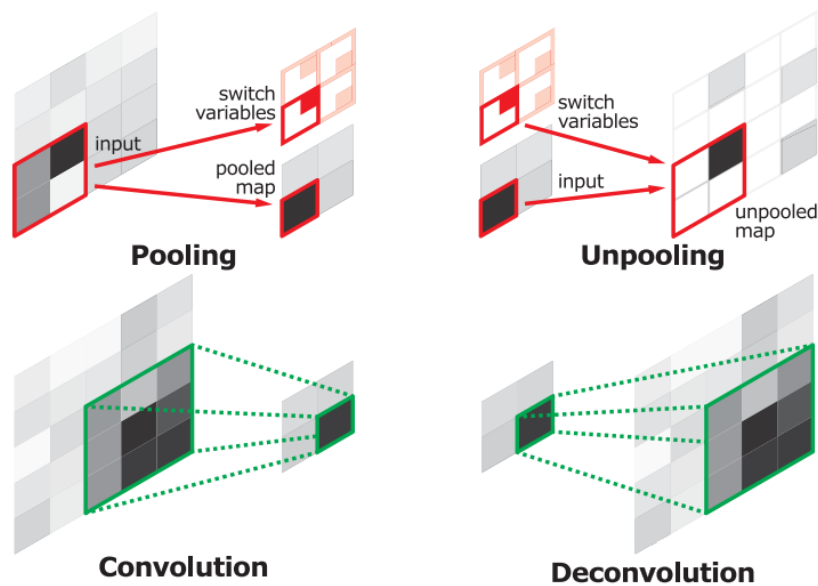 switch
variables
input
pooled
map
Pooling
switch
variables
input
unpooled
map
Unpooling
Convolution
Deconvolution